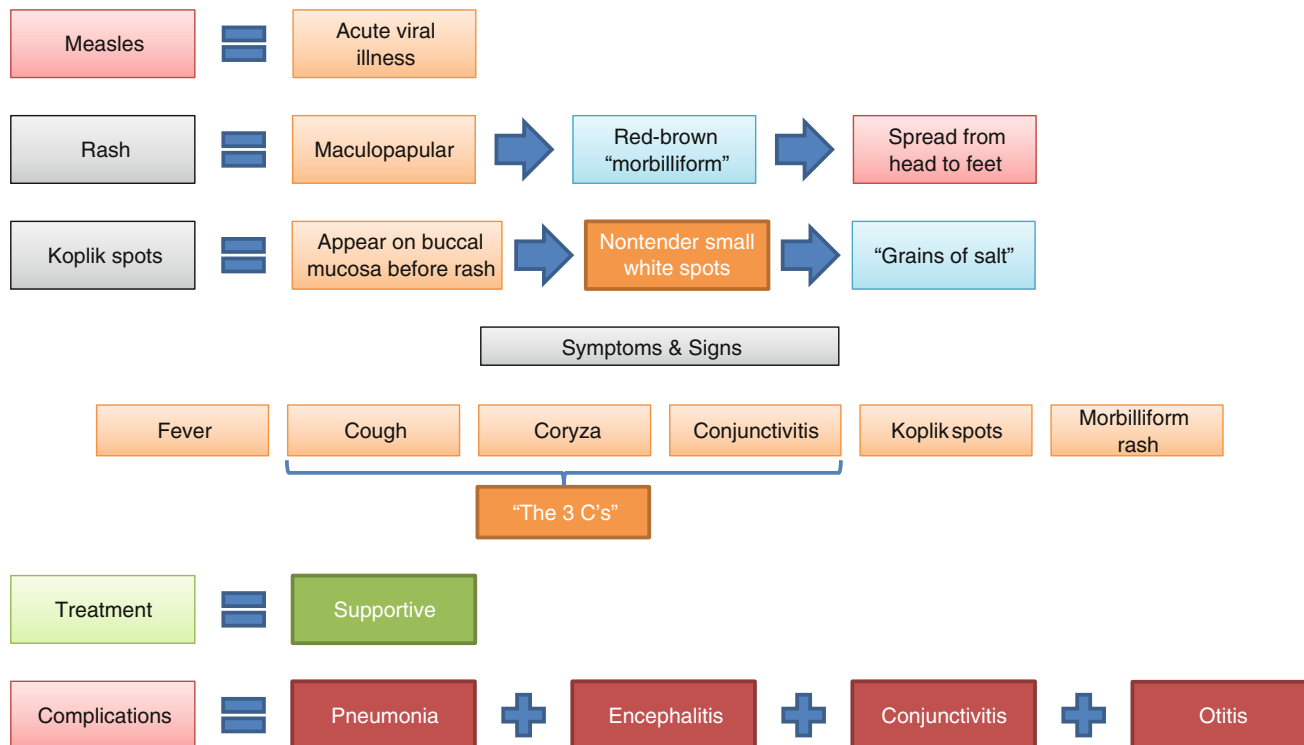 Measles
Acute viral
illness
Rash
Maculopapular
Red-brown
“morbilliform”
Spread from
head to feet
Koplik spots
Appear on buccal
mucosa before rash
Nontender small
white spots
“Grains of salt”
Symptoms & Signs
Fever
Cough
Coryza
Conjunctivitis
Koplik spots
Morbilliform
rash
“The 3 C’s”
Treatment
Supportive
Complications
Pneumonia
Encephalitis
Conjunctivitis
Otitis